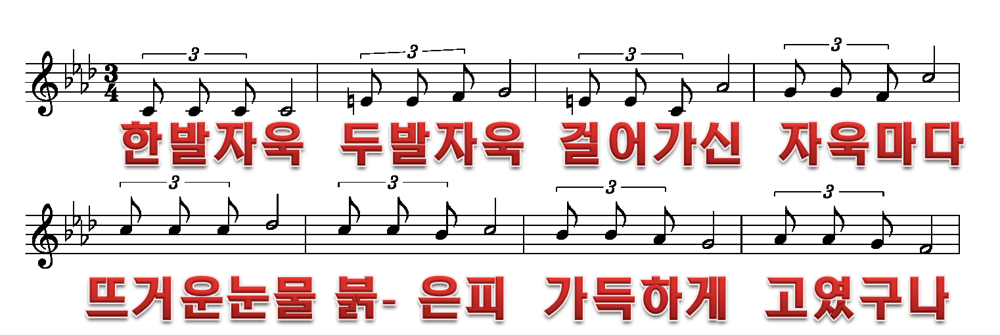 3 3 3 3
3
4
한발자욱 두발자욱 걸어가신 자욱마다
3 3 3 3
뜨거운눈물 붉- 은피 가득하게 고였구나